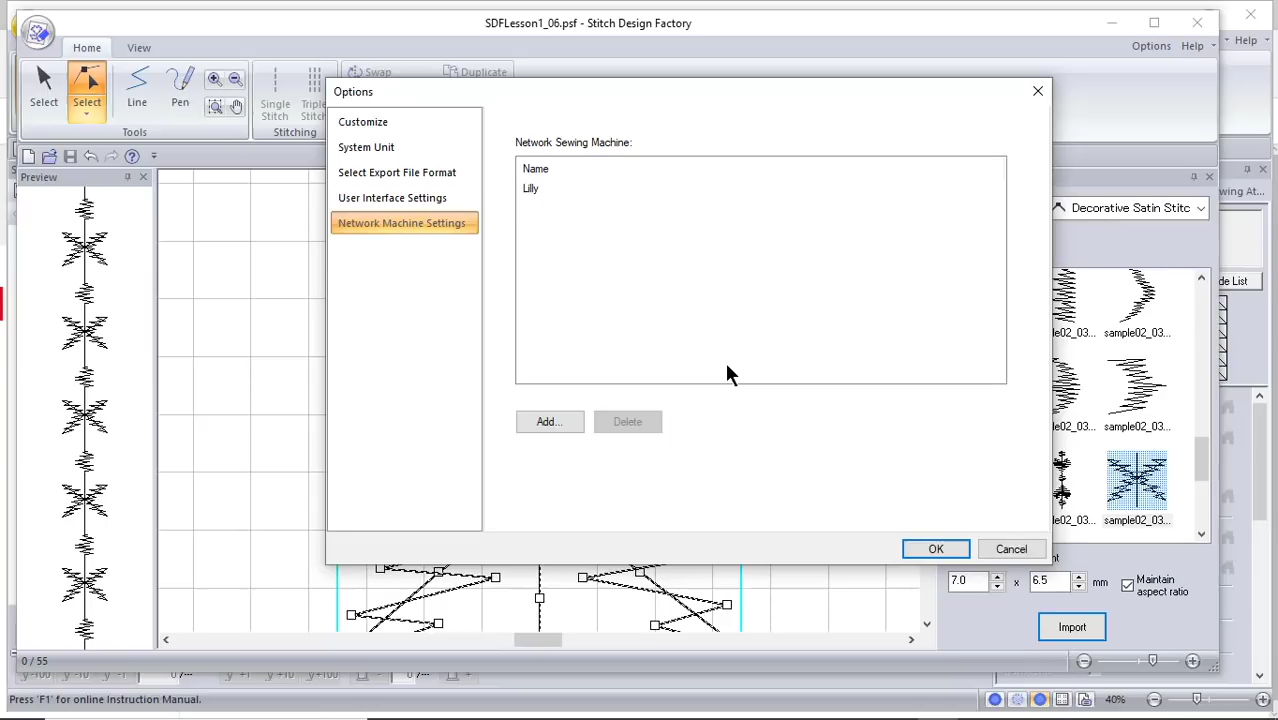 SDFLesson1_06.psf - Stitch Design Factory
Home
View
Options
Help
Help
Select
Select
Line
Pen
Tools
Single
Stitch
Triple
Stitch
Stitching
Swap
Duplicate
Preview
Options
Customize
System Unit
Select Export File Format
User Interface Settings
Network Machine Settings
Network Sewing Machine:
Name
Lilly
Add...
Delete
OK
Cancel
Decorative Satin Stitc
de List
sample02_03...
sample02_03...
sample02_03...
7.0
x
6.5
mm
Maintain
aspect ratio
Import
0 / 55
Press 'F1' for online Instruction Manual.
40%